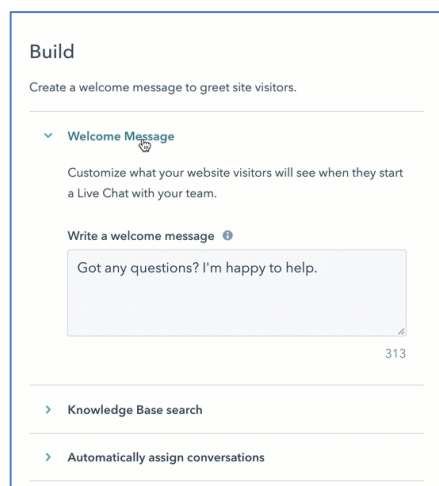 Build
Create a welcome message to greet site visitors.
Welcome Message
Customize what your website visitors will see when they start
a Live Chat with your team.
Write a welcome message
Got any questions? I'm happy to help.
313
Knowledge Base search
Automatically assign conversations